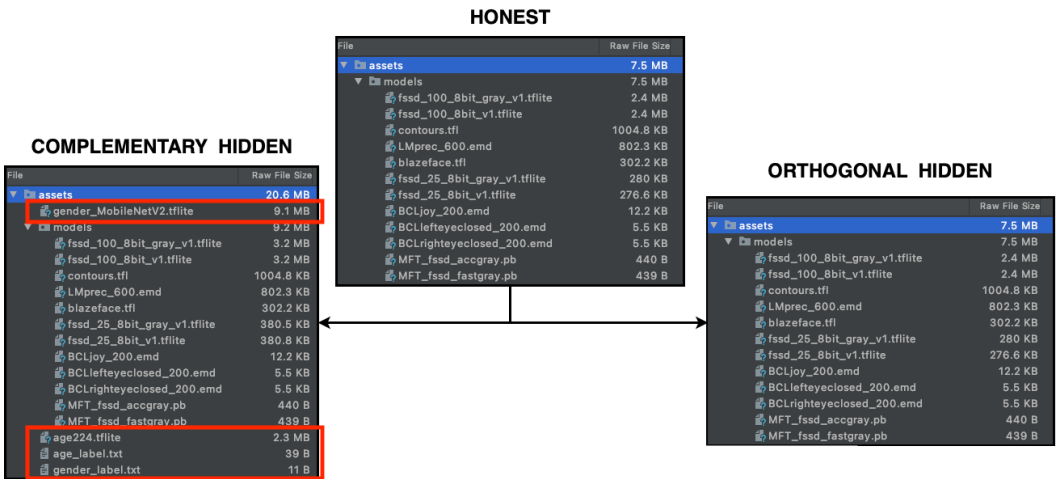 HONEST
File Raw File Size
assets 7.5 MB
models 7.5 MB
fssd_100_8bit_gray_v1.tflite 2.4 MB
fssd_100_8bit_v1.tflite 2.4 MB
contours.tfl 1004.8 KB
LMprec_600.emd 802.3 KB
blazeface.tfl 302.2 KB
fssd_25_8bit_gray_v1.tflite 280 KB
fssd_25_8bit_v1.tflite 276.6 KB
BCLjoy_200.emd 12.2 KB
BCLlefteyeclosed_200.emd 5.5 KB
BCLrighteyeclosed_200.emd 5.5 KB
MFT_fssd_accgray.pb 440 B
MFT_fssd_fastgray.pb 439 B
COMPLEMENTARY HIDDEN
File Raw File Size
assets 20.6 MB
gender_MobileNetV2.tflite 9.1 MB
models 9.2 MB
fssd_100_8bit_gray_v1.tflite 3.2 MB
fssd_100_8bit_v1.tflite 3.2 MB
contours.tfl 1004.8 KB
LMprec_600.emd 802.3 KB
blazeface.tfl 302.2 KB
fssd_25_8bit_gray_v1.tflite 380.5 KB
fssd_25_8bit_v1.tflite 380.8 KB
BCLjoy_200.emd 12.2 KB
BCLlefteyeclosed_200.emd 5.5 KB
BCLrighteyeclosed_200.emd 5.5 KB
MFT_fssd_accgray.pb 440 B
MFT_fssd_fastgray.pb 439 B
age224.tflite 2.3 MB
age_label.txt 39 B
gender_label.txt 11 B
ORTHOGONAL HIDDEN
File Raw File Size
assets 7.5 MB
models 7.5 MB
fssd_100_8bit_gray_v1.tflite 2.4 MB
fssd_100_8bit_v1.tflite 2.4 MB
contours.tfl 1004.8 KB
LMprec_600.emd 802.3 KB
blazeface.tfl 302.2 KB
fssd_25_8bit_gray_v1.tflite 280 KB
fssd_25_8bit_v1.tflite 276.6 KB
BCLjoy_200.emd 12.2 KB
BCLlefteyeclosed_200.emd 5.5 KB
BCLrighteyeclosed_200.emd 5.5 KB
MFT_fssd_accgray.pb 440 B
MFT_fssd_fastgray.pb 439 B